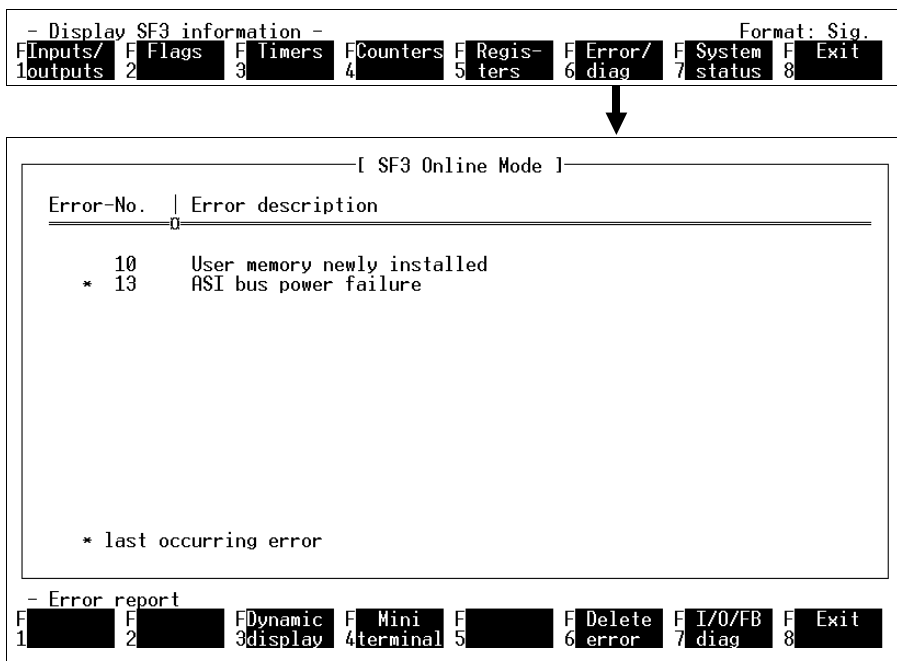 - Display SF3 information - Format: Sig.
F1 Inputs/outputs F2 Flags F3 Timers F4 Counters F5 Regis-ters F6 Error/diag F7 System status F8 Exit
[ SF3 Online Mode ]
Error-No. | Error description
10 User memory newly installed
* 13 ASI bus power failure
* last occurring error
- Error report
F1 F2 F3 Dynamic display F4 Mini terminal F5 F6 Delete error F7 I/O/FB diag F8 Exit